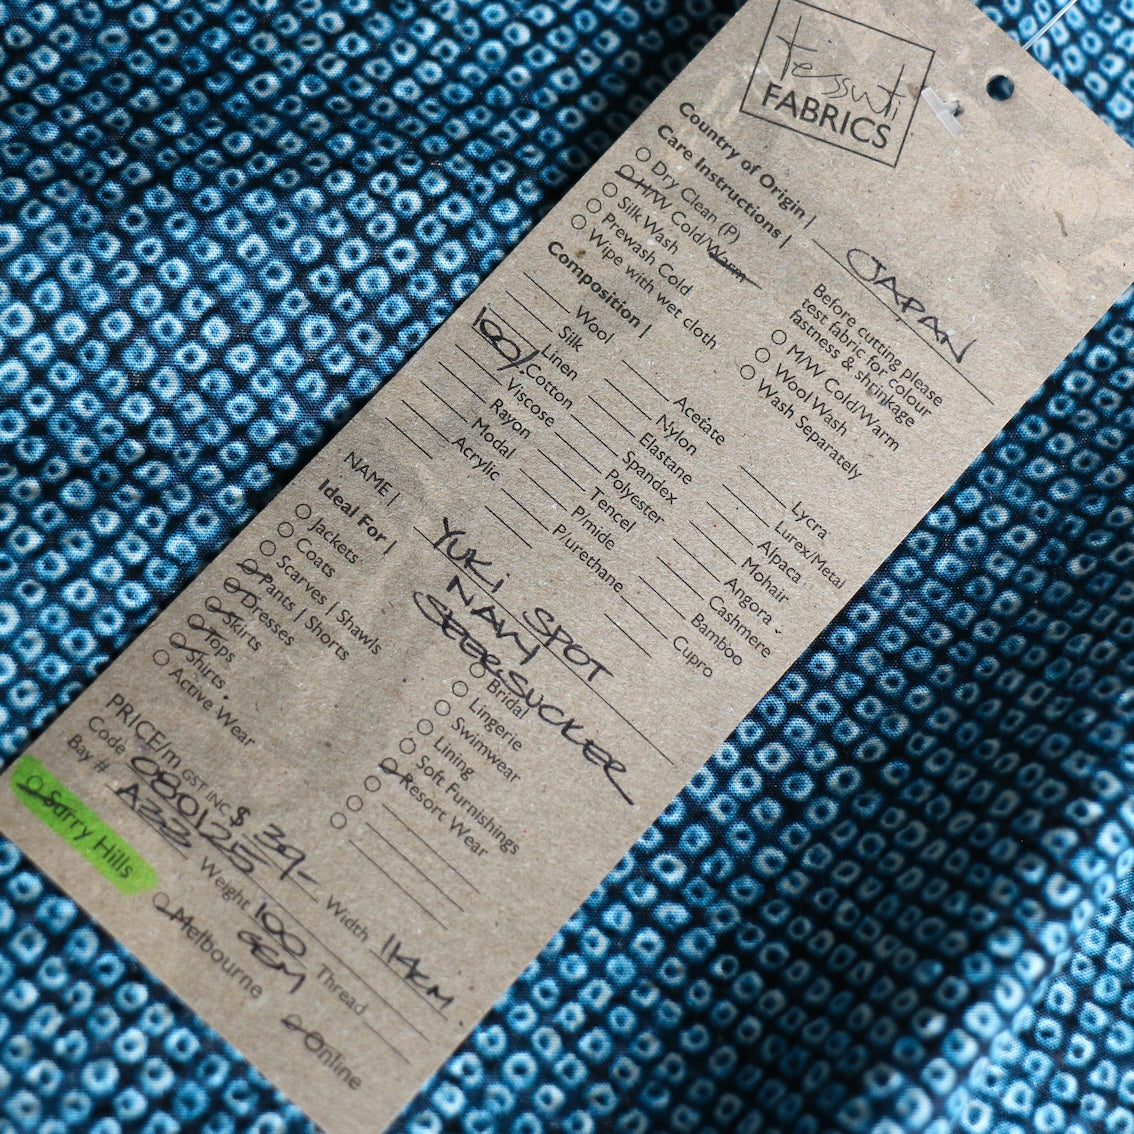 tessuti
FABRICS
Country of Origin | JAPAN
Care Instructions | Before cutting please
test fabric for colour
fastness & shrinkage
Dry Clean (P)
H/W Cold/Warm
Silk Wash
Prewash Cold
Wipe with wet cloth
M/W Cold/Warm
Wool Wash
Wash Separately
Composition |
Wool
Silk
Linen
100% Cotton
Viscose
Rayon
Modal
Acrylic
Acetate
Nylon
Elastane
Spandex
Polyester
Tencel
P/mide
P/urethane
Lycra
Lurex/Metal
Alpaca
Mohair
Angora
Cashmere
Bamboo
Cupro
NAME | YUKI SPOT
NAVY
SEERSUCKER
Ideal For |
Jackets
Coats
Scarves | Shawls
Pants | Shorts
Dresses
Skirts
Tops
Shirts
Active Wear
Bridal
Lingerie
Swimwear
Lining
Soft Furnishings
Resort Wear
PRICE/m GST INC $ 39- Width 114cm
Code 080125 Weight 100 GSM Thread
Bay # A33
Surry Hills
Melbourne
Online